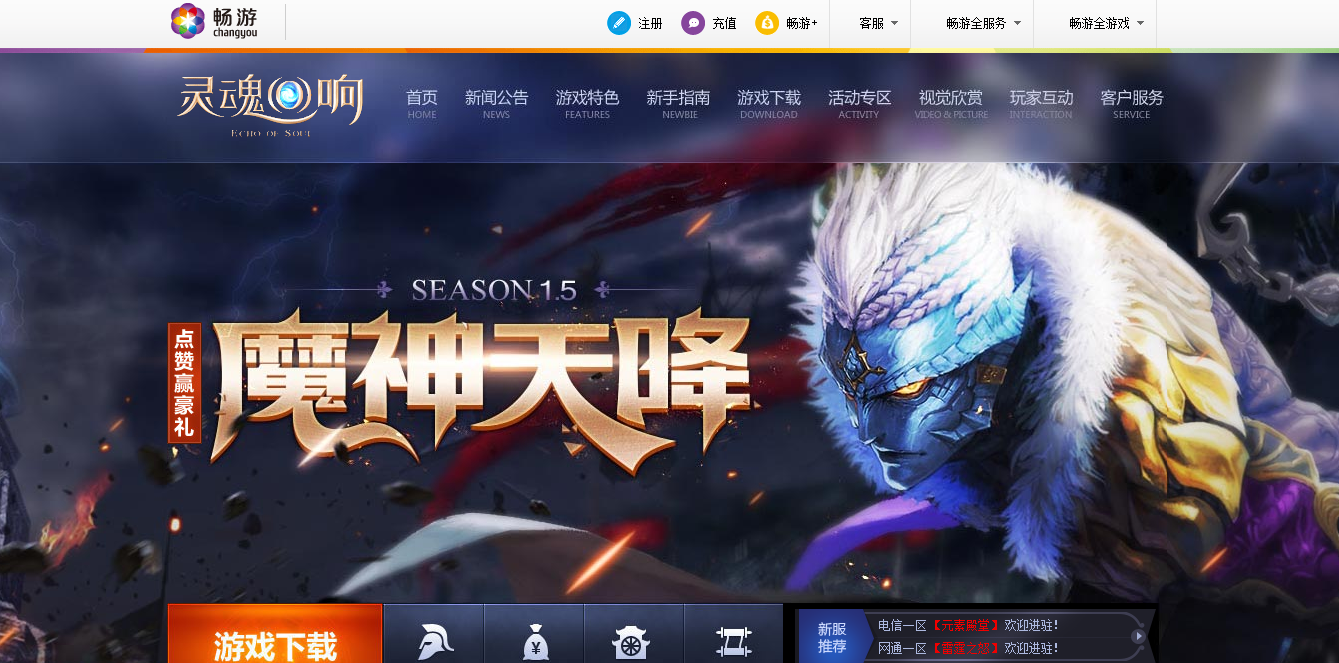 畅游
changyou
注册
充值
畅游+
客服
畅游全服务
畅游全游戏
灵魂回响
ECHO OF SOUL
首页
HOME
新闻公告
NEWS
游戏特色
FEATURES
新手指南
NEWBIE
游戏下载
DOWNLOAD
活动专区
ACTIVITY
视觉欣赏
VIDEO & PICTURE
玩家互动
INTERACTION
客户服务
SERVICE
SEASON 1.5
魔神天降
点赞赢豪礼
游戏下载
¥
新服
推荐
电信一区【元素殿堂】欢迎进驻!
网通一区 欢迎进驻!